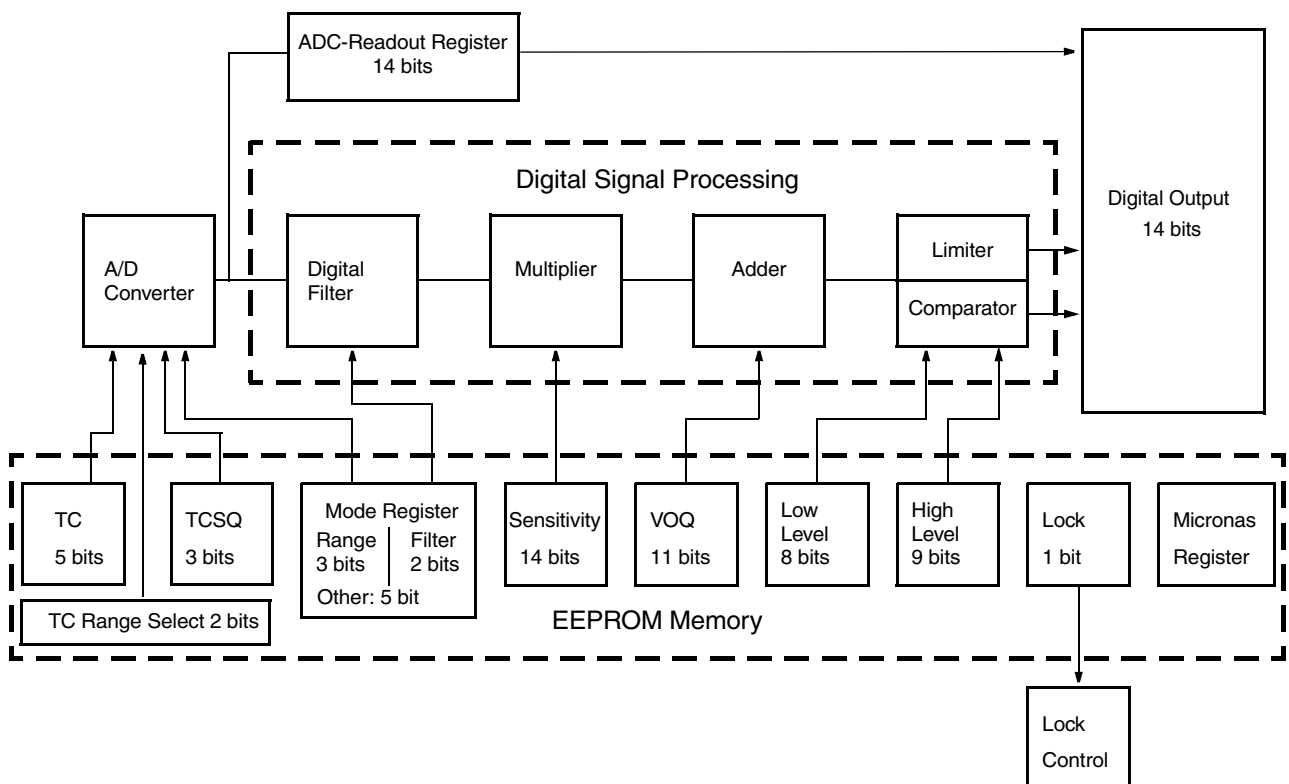 ADC-Readout Register
14 bits
Digital Signal Processing
Digital Output
14 bits
A/D
Converter
Digital
Filter
Multiplier
Adder
Limiter
Comparator
TC
5 bits
TCSQ
3 bits
Mode Register
Range
3 bits
Filter
2 bits
Other: 5 bit
Sensitivity
14 bits
VOQ
11 bits
Low
Level
8 bits
High
Level
9 bits
Lock
1 bit
Micronas
Register
TC Range Select 2 bits
EEPROM Memory
Lock
Control